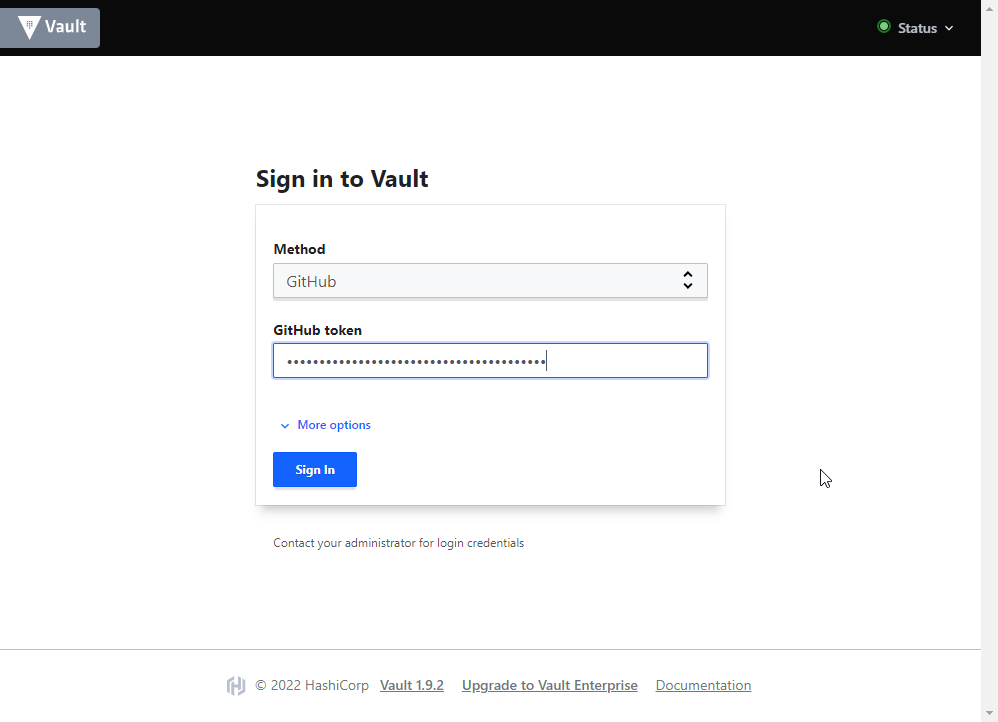 Vault
Status
Sign in to Vault
Method
GitHub
GitHub token
••••••••••••••••••••••••••••••••••••••••
More options
Sign In
Contact your administrator for login credentials
© 2022 HashiCorp Vault 1.9.2 Upgrade to Vault Enterprise Documentation